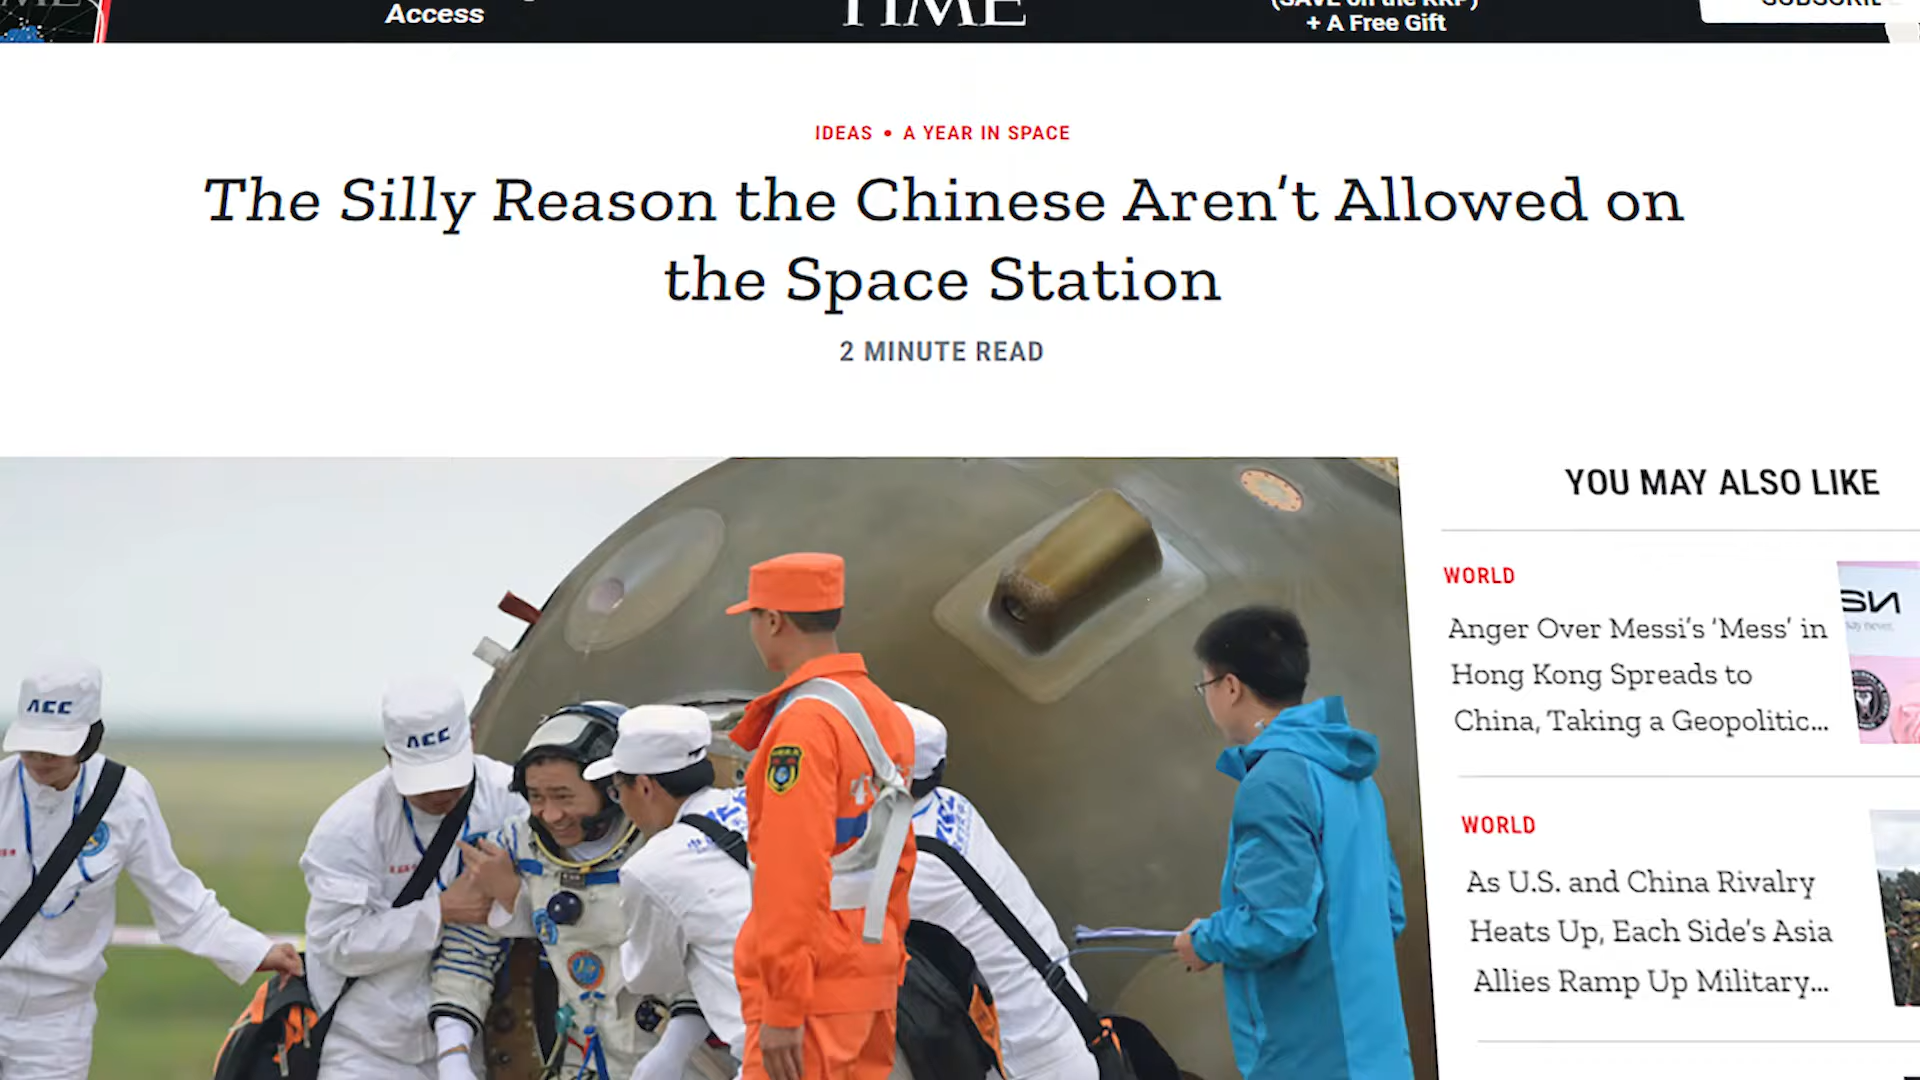 Access
TIME
+ A Free Gift
IDEAS • A YEAR IN SPACE
The Silly Reason the Chinese Aren't Allowed on
the Space Station
2 MINUTE READ
YOU MAY ALSO LIKE
WORLD
Anger Over Messi's 'Mess' in
Hong Kong Spreads to
China, Taking a Geopolitic...
WORLD
As U.S. and China Rivalry
Heats Up, Each Side's Asia
Allies Ramp Up Military...
ACC
ACC